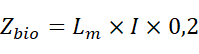 Z_bio = L_m × I × 0,2